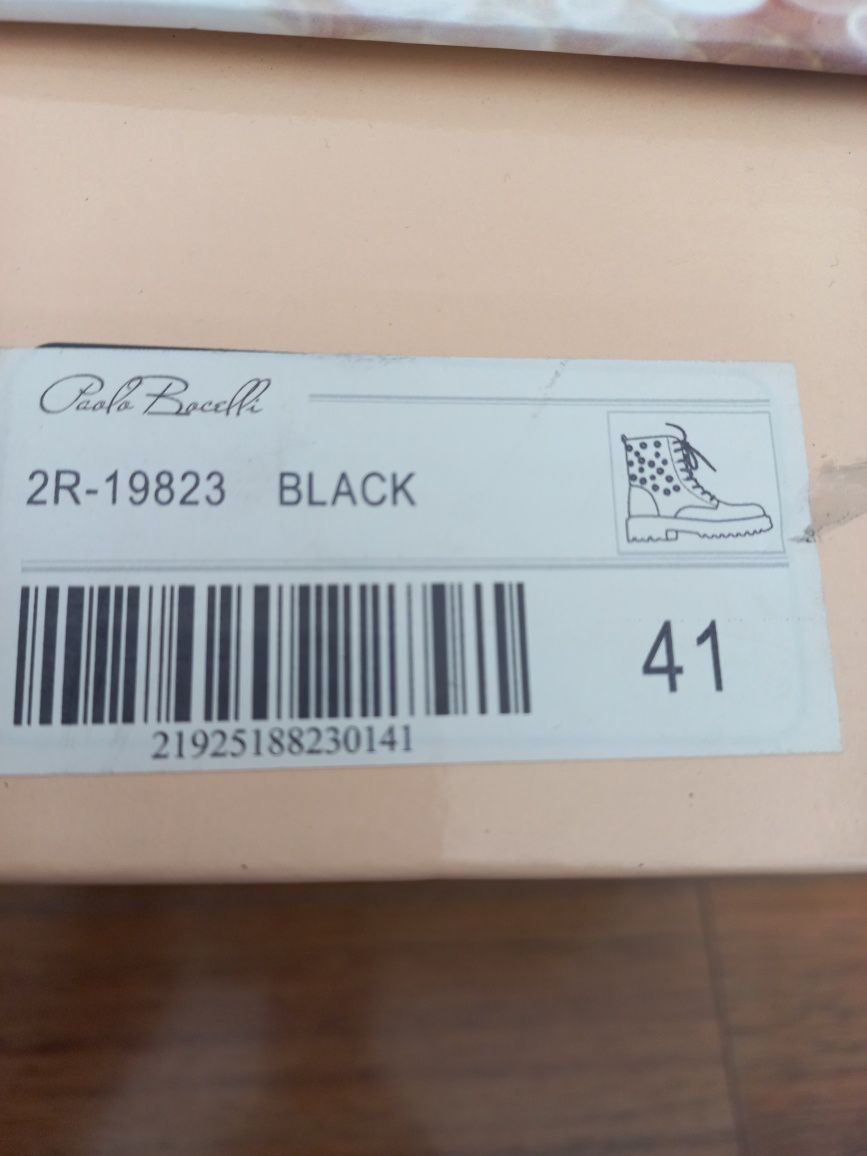 Paolo Bocelli
2R-19823 BLACK
41
21925188230141